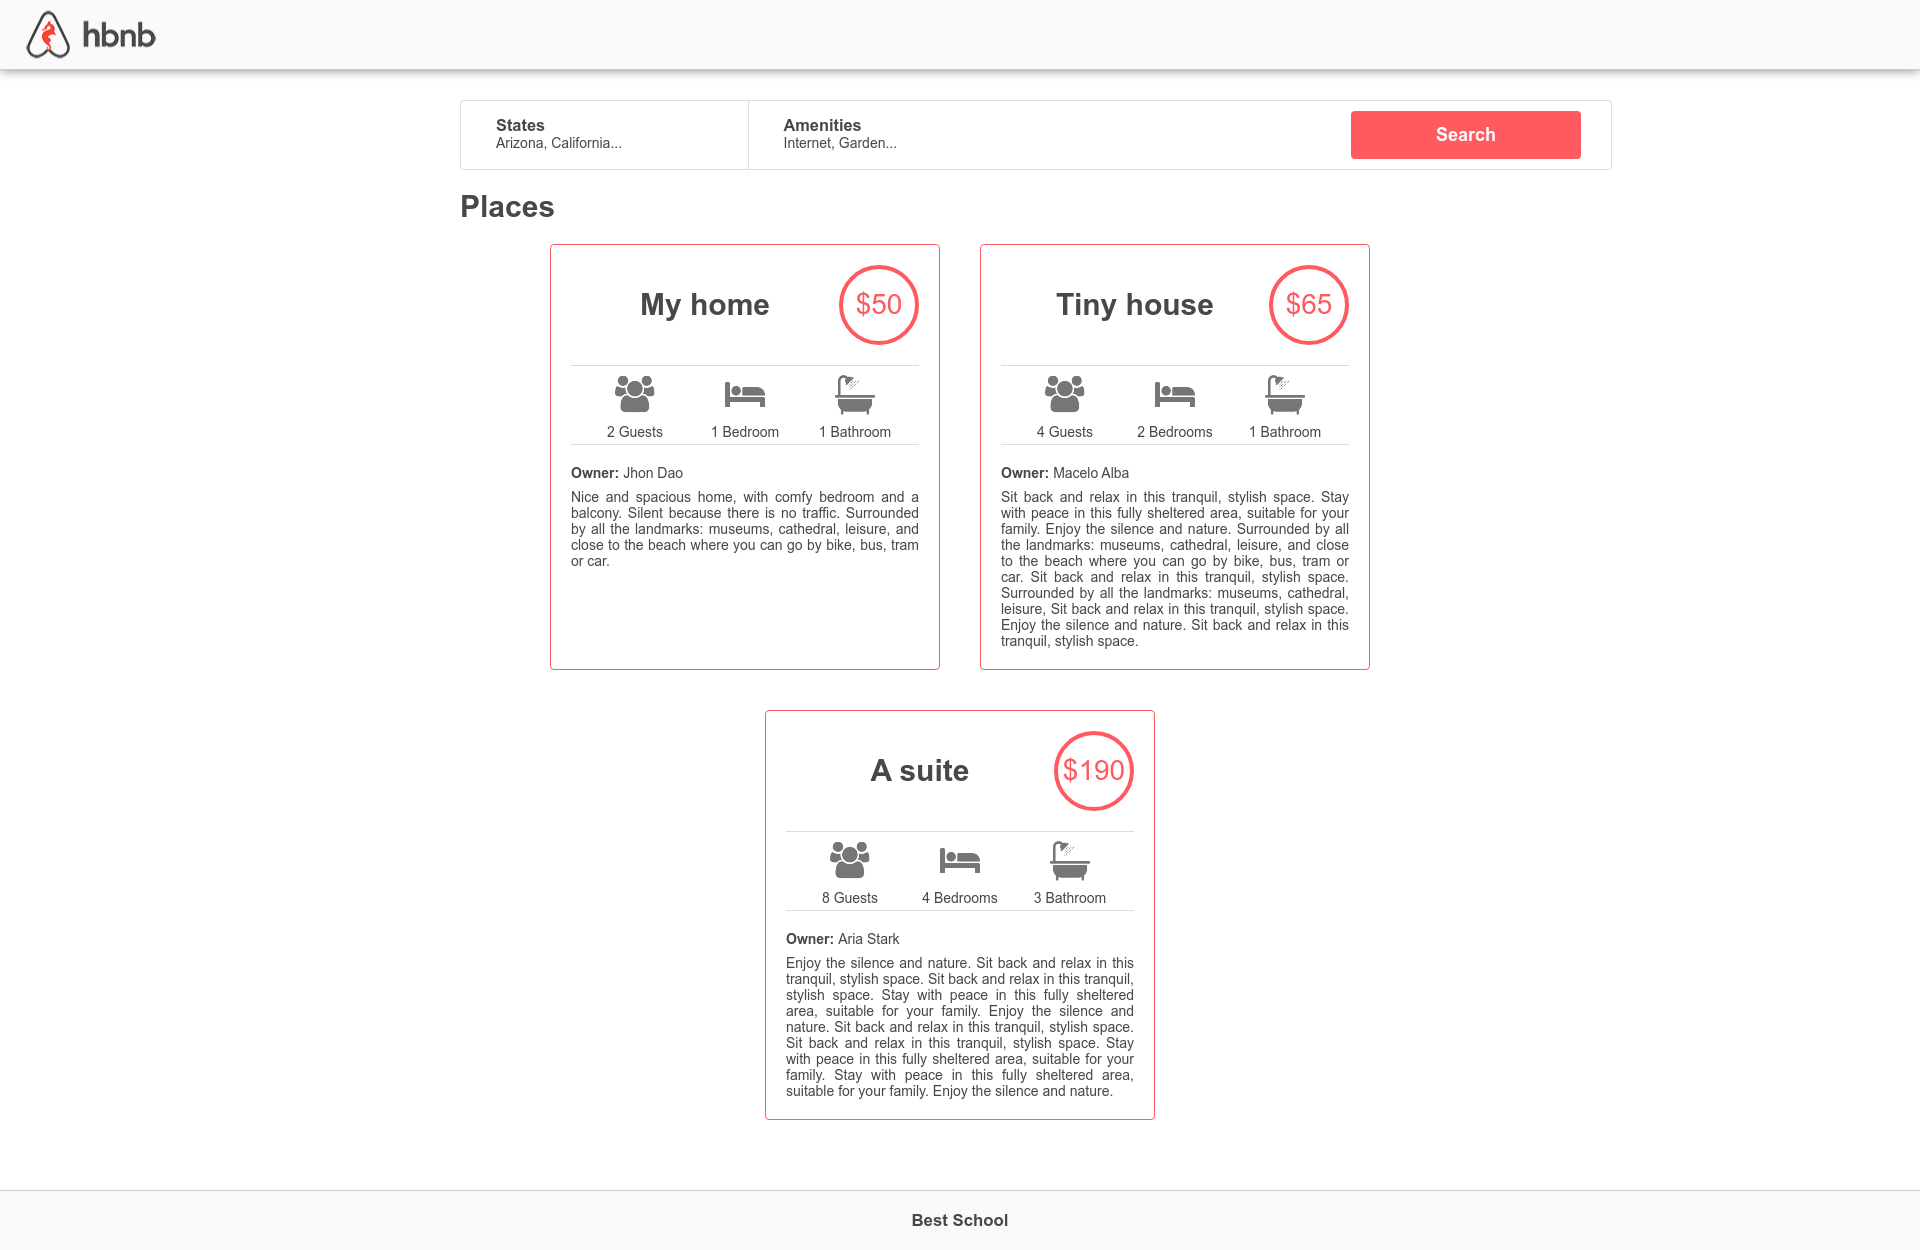 hbnb
States
Arizona, California...
Amenities
Internet, Garden...
Search
Places
My home
$50
2 Guests
1 Bedroom
1 Bathroom
Owner: Jhon Dao
Nice and spacious home, with comfy bedroom and a
balcony. Silent because there is no traffic. Surrounded
by all the landmarks: museums, cathedral, leisure, and
close to the beach where you can go by bike, bus, tram
or car.
Tiny house
$65
4 Guests
2 Bedrooms
1 Bathroom
Owner: Macelo Alba
Sit back and relax in this tranquil, stylish space. Stay
with peace in this fully sheltered area, suitable for your
family. Enjoy the silence and nature. Surrounded by all
the landmarks: museums, cathedral, leisure, and close
to the beach where you can go by bike, bus, tram or
car. Sit back and relax in this tranquil, stylish space.
Surrounded by all the landmarks: museums, cathedral,
leisure, Sit back and relax in this tranquil, stylish space.
Enjoy the silence and nature. Sit back and relax in this
tranquil, stylish space.
A suite
$190
8 Guests
4 Bedrooms
3 Bathroom
Owner: Aria Stark
Enjoy the silence and nature. Sit back and relax in this
tranquil, stylish space. Sit back and relax in this tranquil,
stylish space. Stay with peace in this fully sheltered
area, suitable for your family. Enjoy the silence and
nature. Sit back and relax in this tranquil, stylish space.
Sit back and relax in this tranquil, stylish space. Stay
with peace in this fully sheltered area, suitable for your
family. Stay with peace in this fully sheltered area,
suitable for your family. Enjoy the silence and nature.
Best School